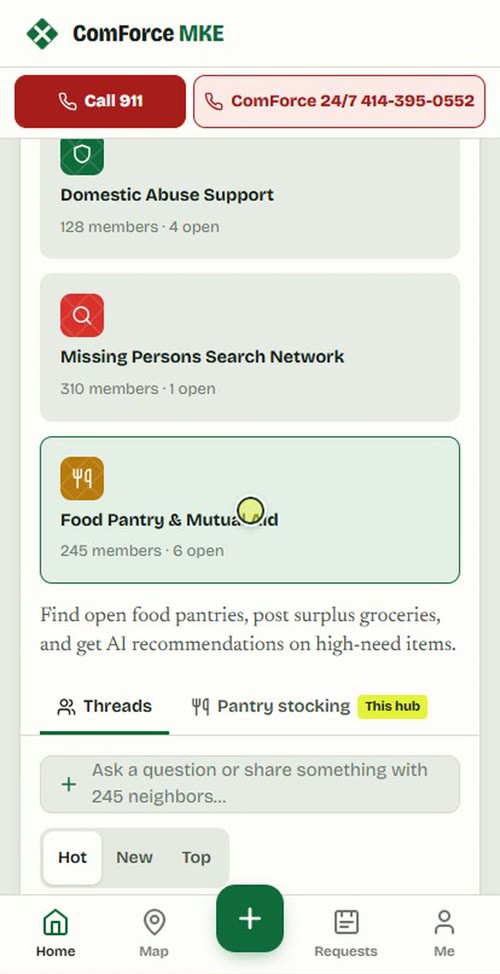 ComForce MKE
Call 911
ComForce 24/7 414-395-0552
Domestic Abuse Support
128 members · 4 open
Missing Persons Search Network
310 members · 1 open
Food Pantry & Mutual Aid
245 members · 6 open
Find open food pantries, post surplus groceries,
and get AI recommendations on high-need items.
Threads
Pantry stocking
This hub
Ask a question or share something with
245 neighbors...
Hot
New
Top
Home
Map
Requests
Me